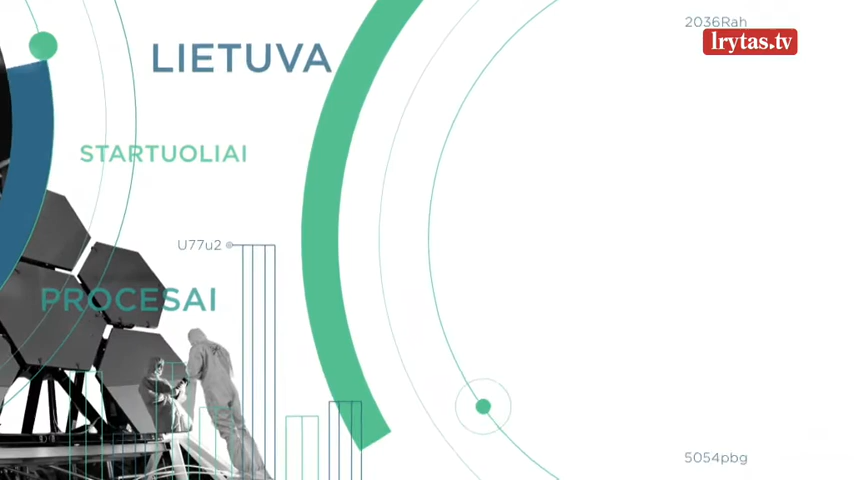 2036Rah
lrytas.tv
LIETUVA
STARTUOLIAI
U77u2
PROCESAI
5054pbg